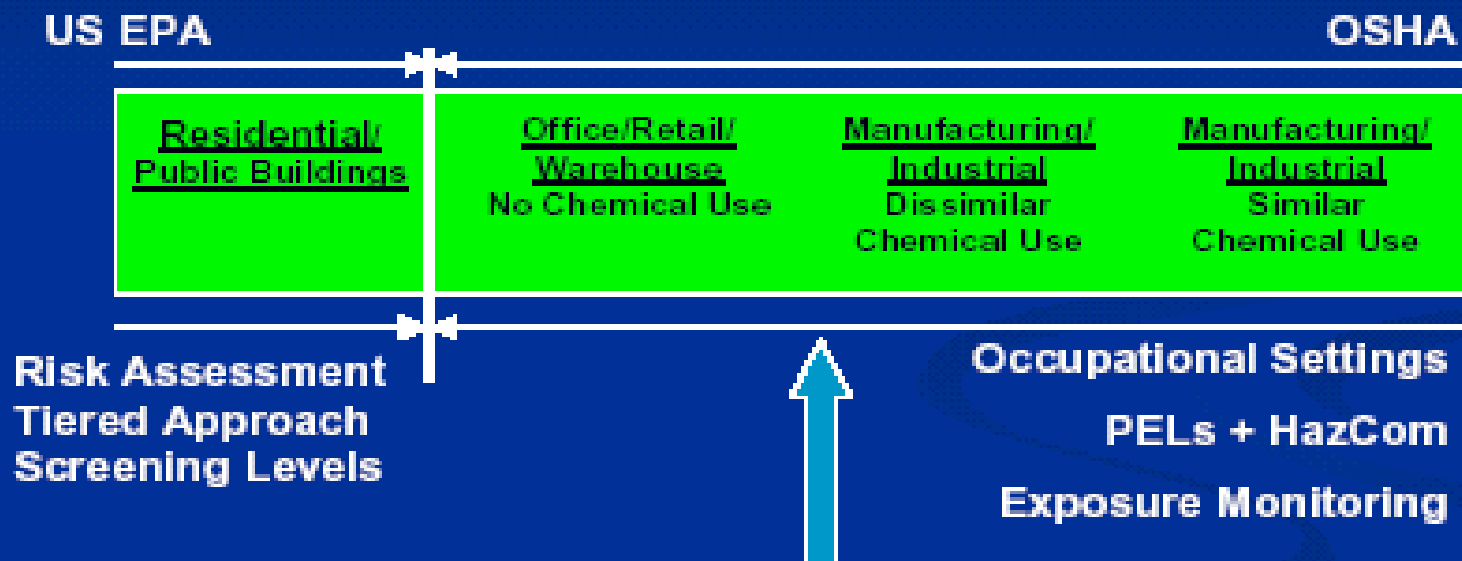 US EPA
OSHA
Residential/
Public Buildings
Office/Retail/
Warehouse
No Chemical Use
Manufacturing/
Industrial
Dissimilar
Chemical Use
Manufacturing/
Industrial
Similar
Chemical Use
Risk Assessment
Tiered Approach
Screening Levels
Occupational Settings
PELs + HazCom
Exposure Monitoring